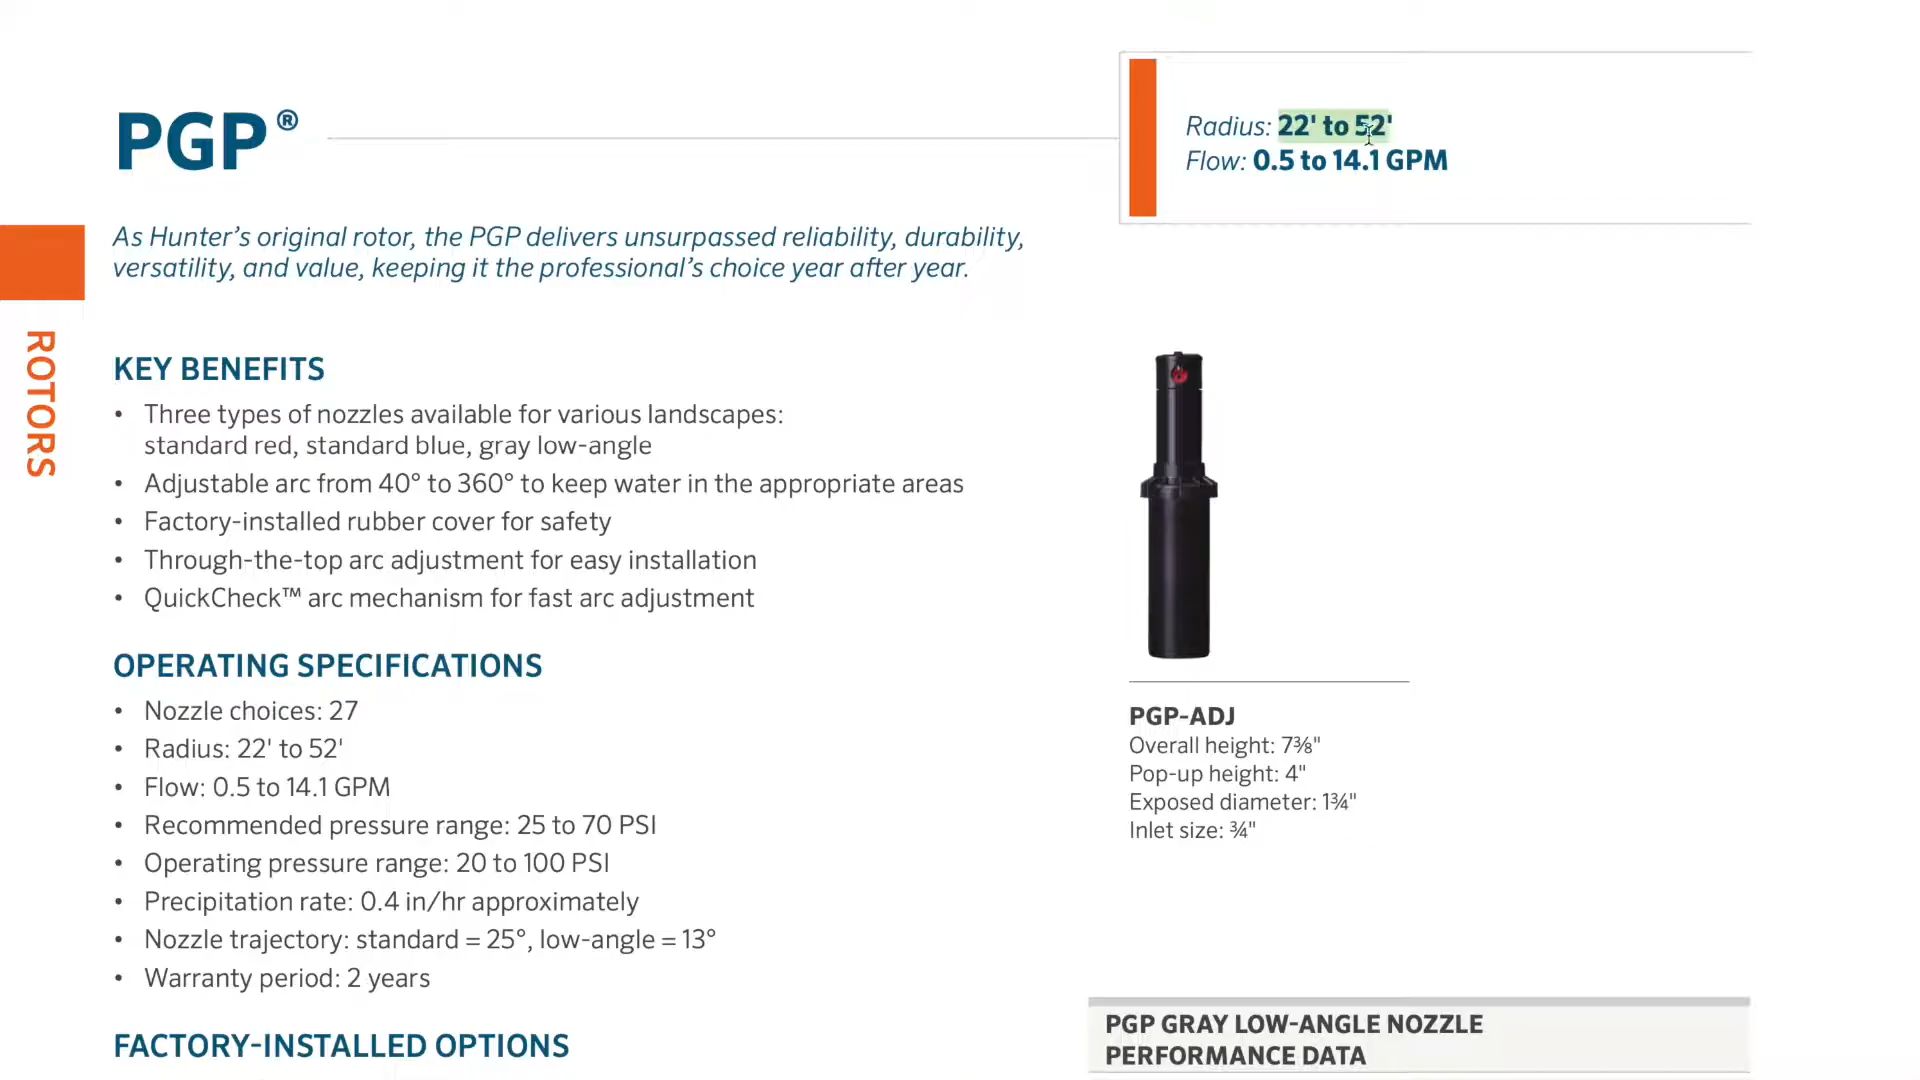 PGP®
Radius: 22' to 52'
Flow: 0.5 to 14.1 GPM
As Hunter’s original rotor, the PGP delivers unsurpassed reliability, durability,
versatility, and value, keeping it the professional’s choice year after year.
ROTORS
KEY BENEFITS
• Three types of nozzles available for various landscapes:
standard red, standard blue, gray low-angle
• Adjustable arc from 40° to 360° to keep water in the appropriate areas
• Factory-installed rubber cover for safety
• Through-the-top arc adjustment for easy installation
• QuickCheck™ arc mechanism for fast arc adjustment
OPERATING SPECIFICATIONS
• Nozzle choices: 27
• Radius: 22' to 52'
• Flow: 0.5 to 14.1 GPM
• Recommended pressure range: 25 to 70 PSI
• Operating pressure range: 20 to 100 PSI
• Precipitation rate: 0.4 in/hr approximately
• Nozzle trajectory: standard = 25°, low-angle = 13°
• Warranty period: 2 years
FACTORY-INSTALLED OPTIONS
PGP-ADJ
Overall height: 7⅜"
Pop-up height: 4"
Exposed diameter: 1¾"
Inlet size: ¾"
PGP GRAY LOW-ANGLE NOZZLE
PERFORMANCE DATA